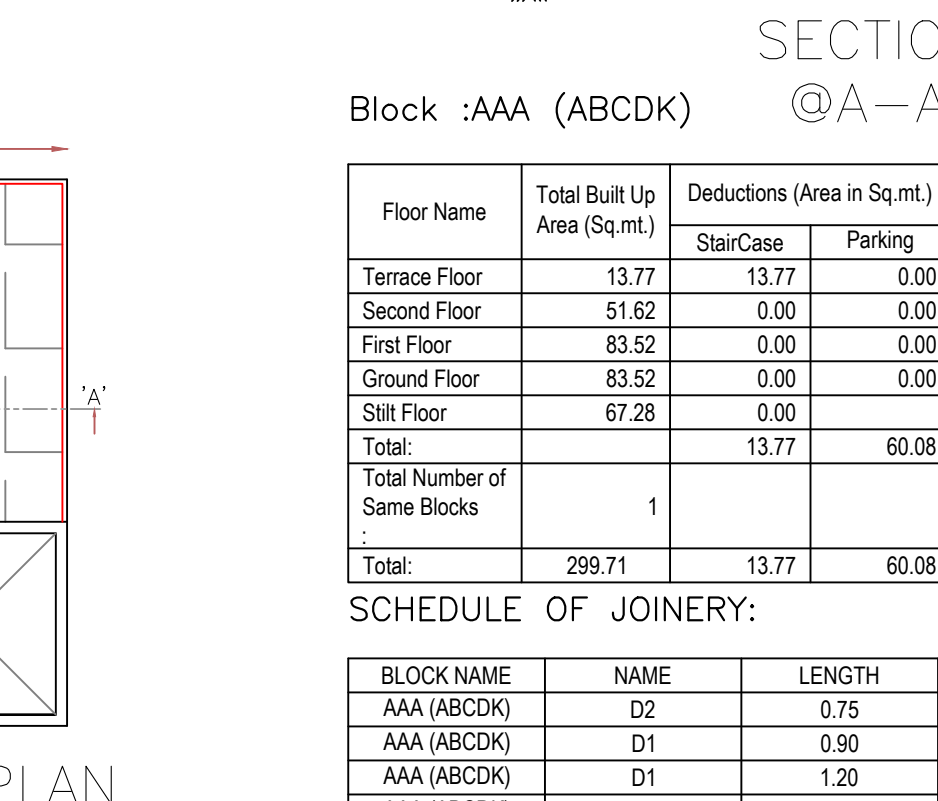 SECTIO
@A-A
Block :AAA (ABCDK)
Floor Name Total Built Up Area (Sq.mt.) Deductions (Area in Sq.mt.)
StairCase Parking
Terrace Floor 13.77 13.77 0.00
Second Floor 51.62 0.00 0.00
First Floor 83.52 0.00 0.00
Ground Floor 83.52 0.00 0.00
'A'
Stilt Floor 67.28 0.00
Total: 13.77 60.08
Total Number of
Same Blocks 1
:
Total: 299.71 13.77 60.08
SCHEDULE OF JOINERY:
BLOCK NAME NAME LENGTH
AAA (ABCDK) D2 0.75
AAA (ABCDK) D1 0.90
AAA (ABCDK) D1 1.20
PLAN